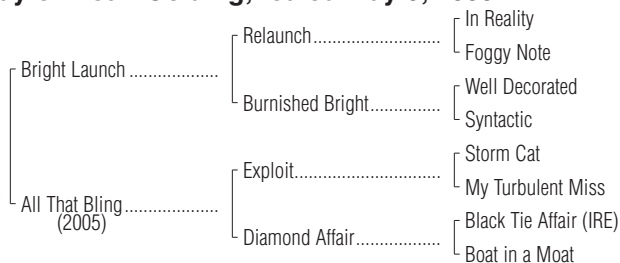 In Reality
Relaunch................................
Foggy Note
Bright Launch ......................
Well Decorated
Burnished Bright.................
Syntactic
Storm Cat
Exploit.....................................
My Turbulent Miss
All That Bling.......................
(2005)
Black Tie Affair (IRE)
Diamond Affair.....................
Boat in a Moat